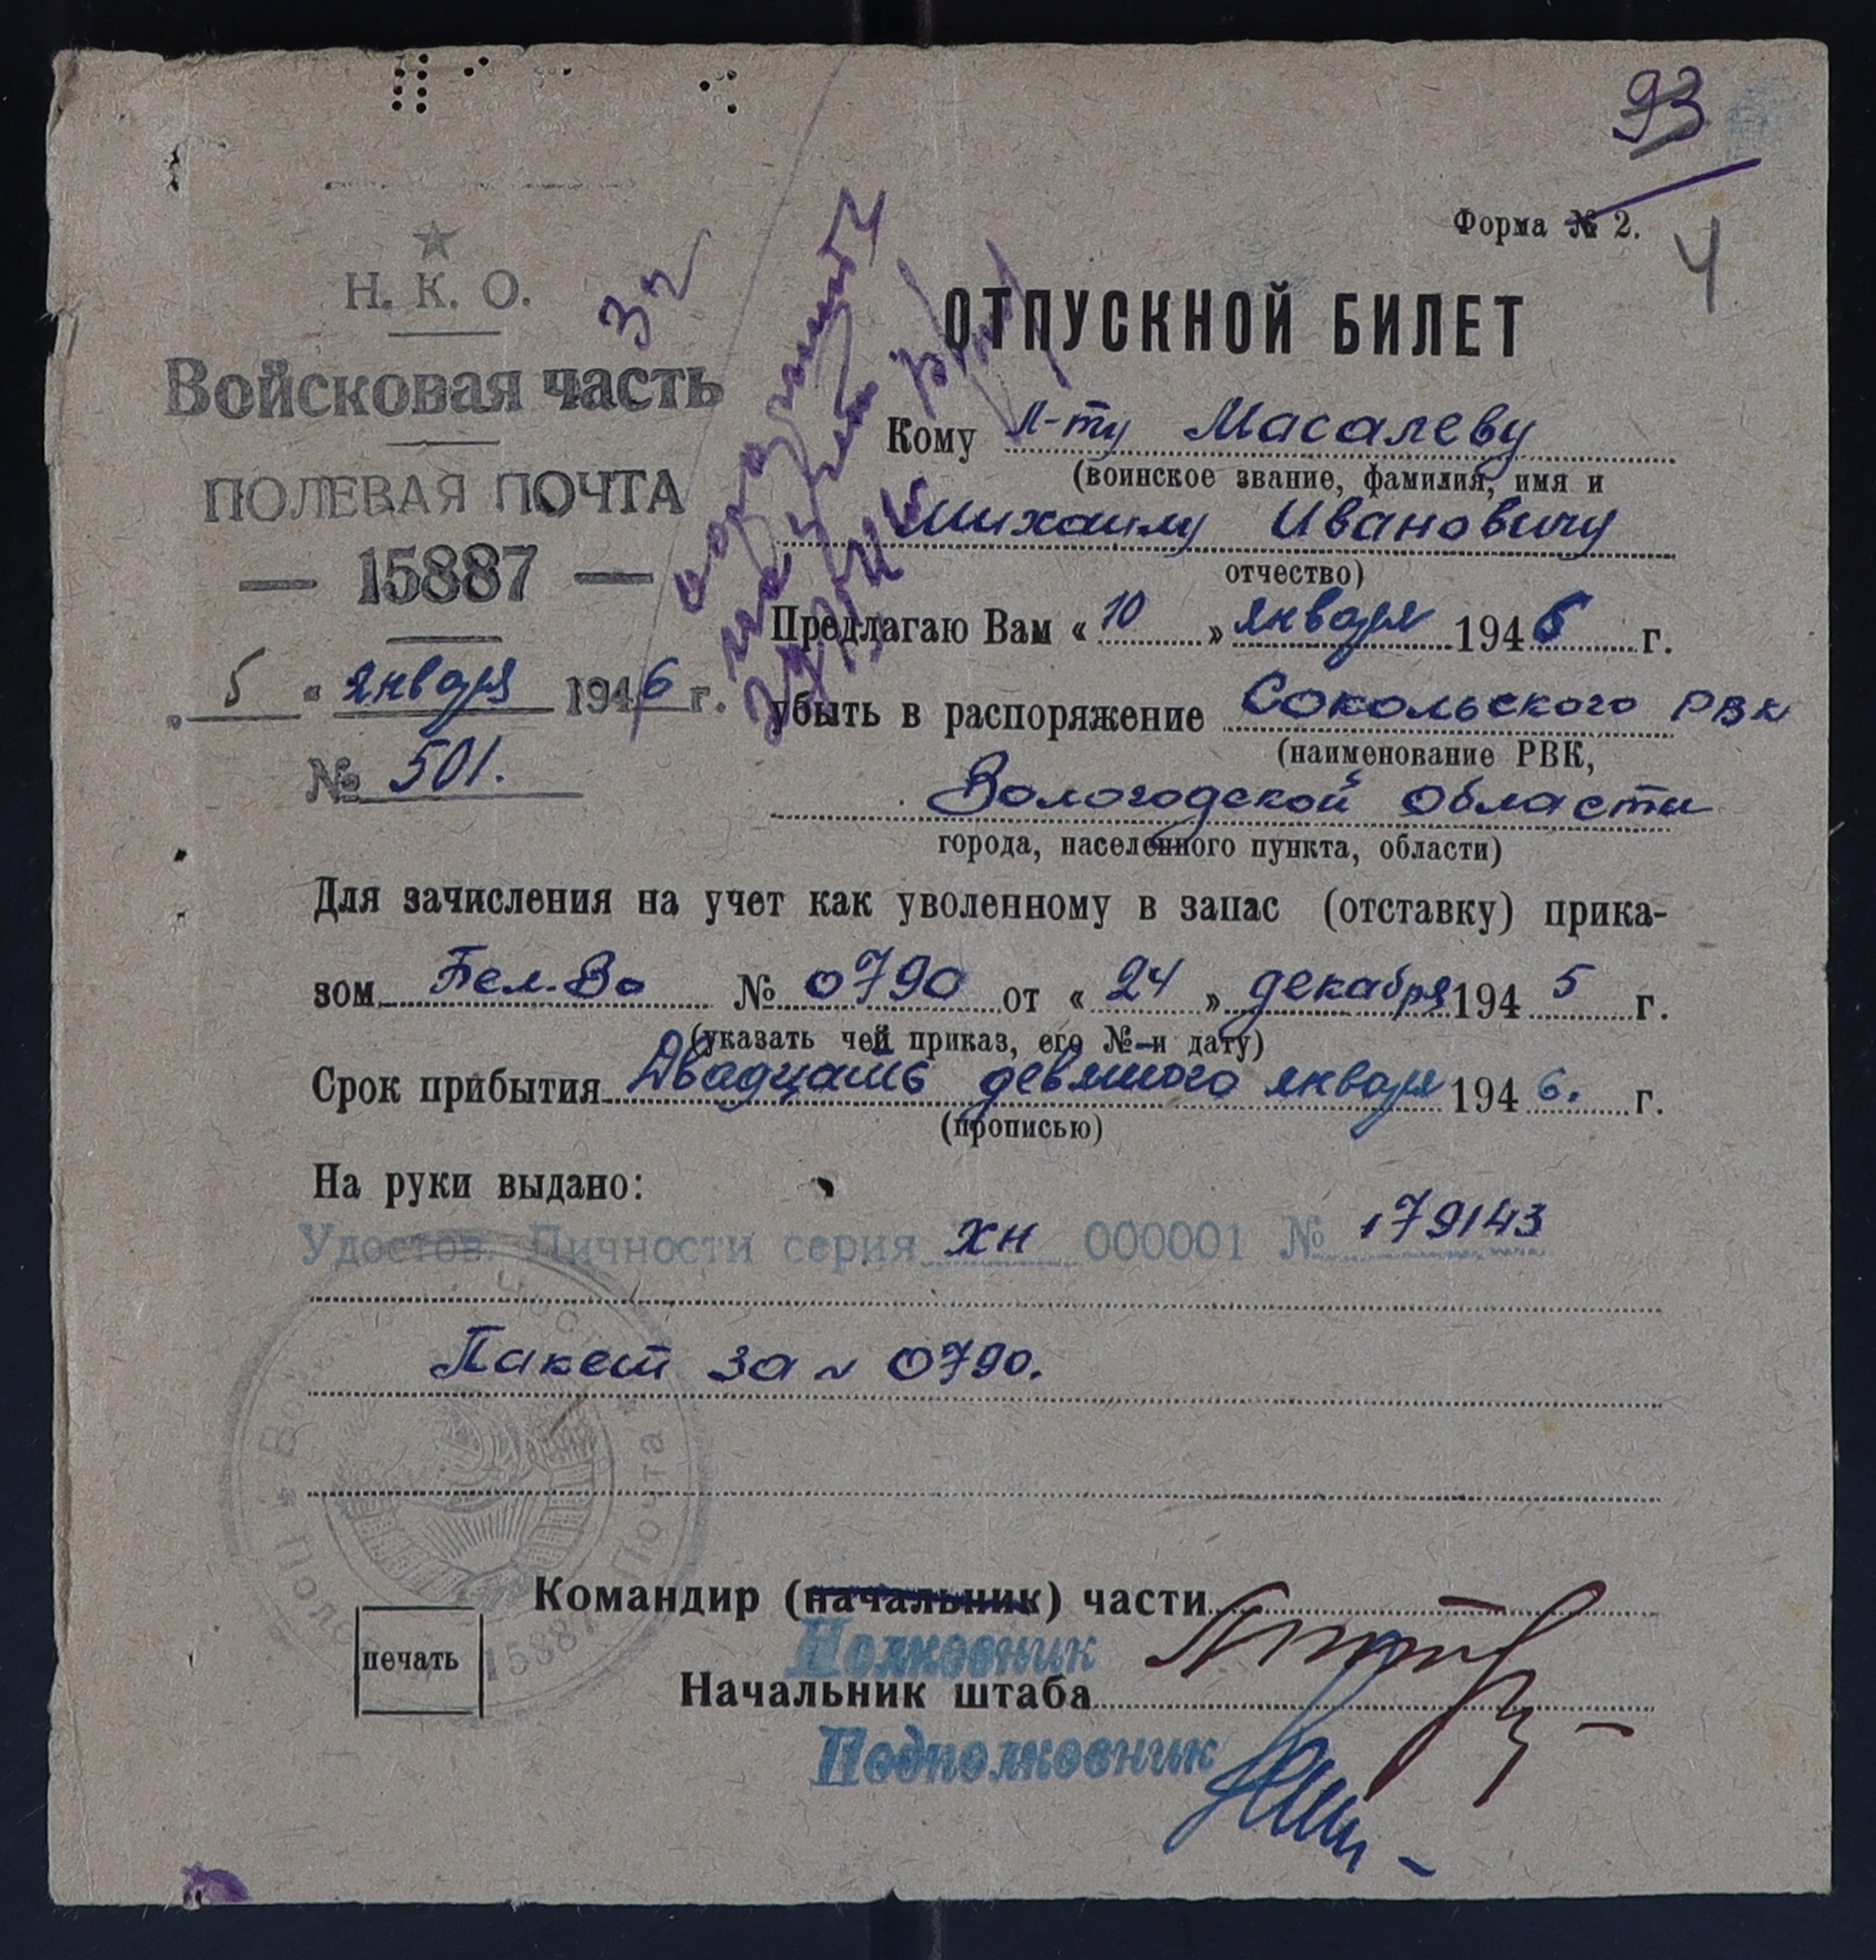 93
Форма № 2.
4
Н. К. О.
Войсковая часть
ПОЛЕВАЯ ПОЧТА
— 15887 —
„ 5 “ января 1946 г.
№ 501.
ОТПУСКНОЙ БИЛЕТ
Кому Л-ту Масалеву
(воинское звание, фамилия, имя и
Михаилу Ивановичу
отчество)
Предлагаю Вам « 10 » января 1946 г.
убыть в распоряжение Сокольского РВК
(наименование РВК,
Вологодской области
города, населенного пункта, области)
Для зачисления на учет как уволенному в запас (отставку) прика-
зом Бел.Во № 0790 от « 24 » декабря 1945 г.
(указать чей приказ, его № и дату)
Срок прибытия Двадцать девятого января 1946. г.
(прописью)
На руки выдано:
Удостов. Личности серия ХН 000001 № 179143
Пакет за № 0790.
Войсковая Часть
Полевая Почта
15887
Командир (начальник) части
Полковник
печать
Начальник штаба
Подполковник